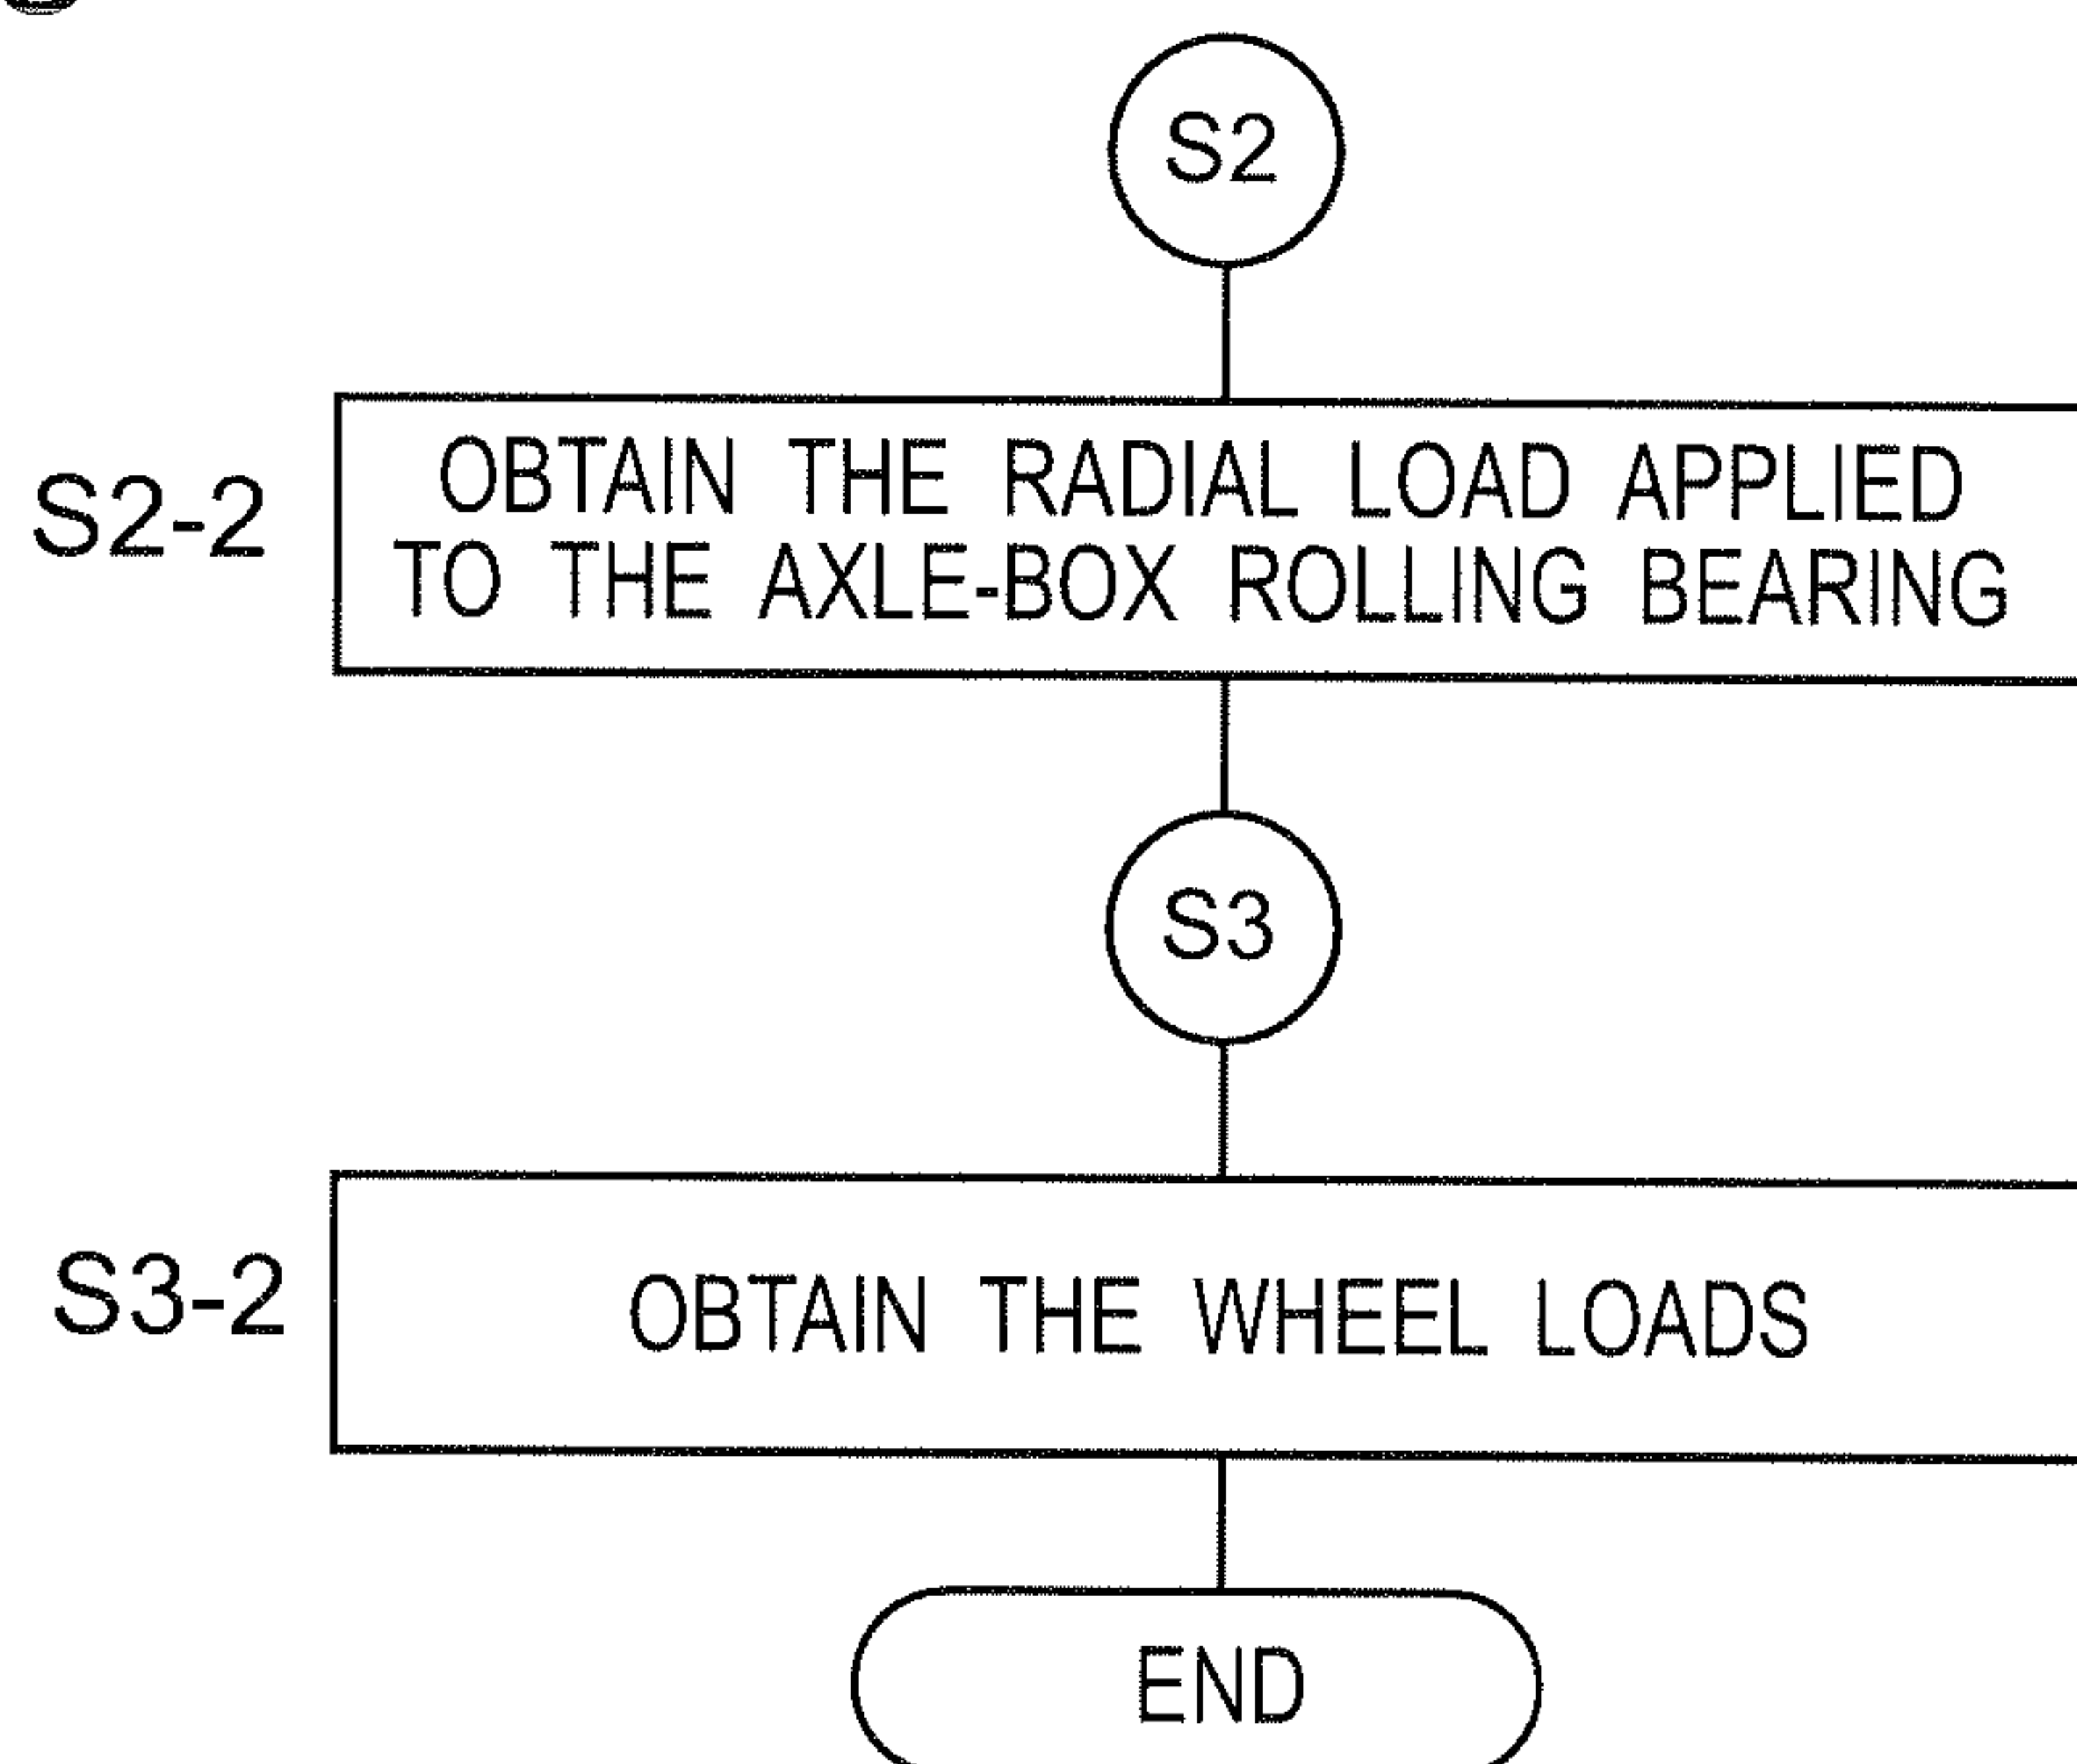 S2
S2-2
OBTAIN THE RADIAL LOAD APPLIED
TO THE AXLE-BOX ROLLING BEARING
S3
S3-2
OBTAIN THE WHEEL LOADS
END